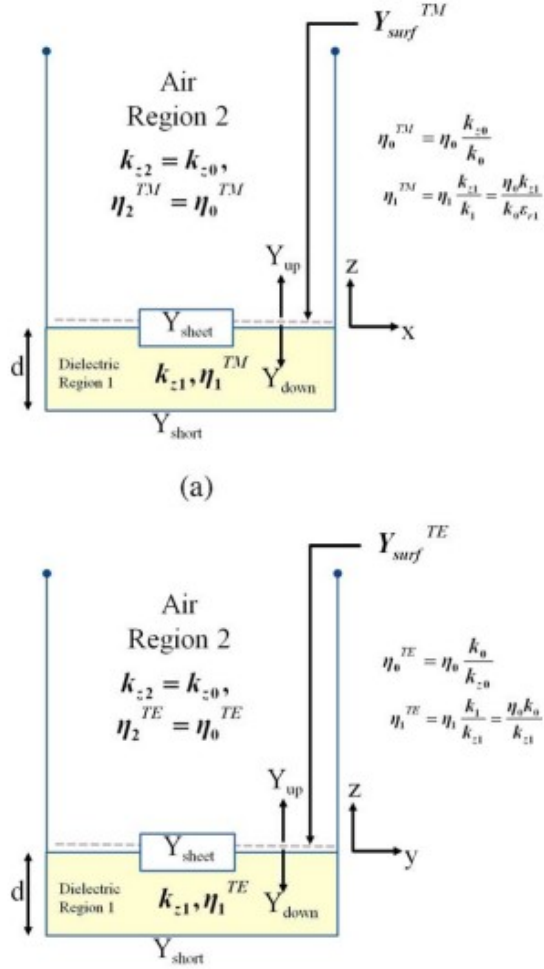 Y_surf^TM
Air
Region 2
k_z2 = k_z0,
η_2^TM = η_0^TM
η_0^TM = η_0 k_z0/k_0
η_1^TM = η_1 k_z1/k_1 = η_0 k_z1/k_0 ε_r1
Y_up
z
Y_sheet
x
d
Dielectric
Region 1
k_z1, η_1^TM
Y_down
Y_short
(a)
Y_surf^TE
Air
Region 2
k_z2 = k_z0,
η_2^TE = η_0^TE
η_0^TE = η_0 k_0/k_z0
η_1^TE = η_1 k_1/k_z1 = η_0 k_0/k_z1
Y_up
z
Y_sheet
y
d
Dielectric
Region 1
k_z1, η_1^TE
Y_down
Y_short